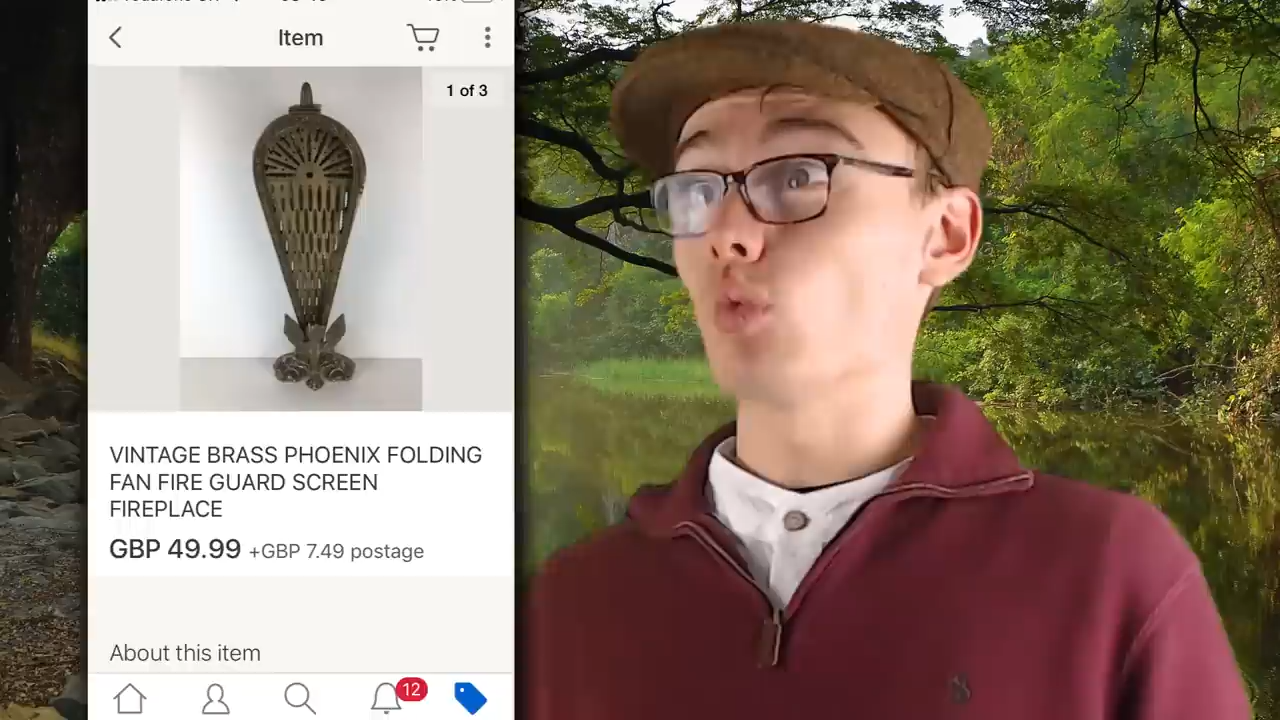 Item
1 of 3
VINTAGE BRASS PHOENIX FOLDING
FAN FIRE GUARD SCREEN
FIREPLACE
GBP 49.99 +GBP 7.49 postage
About this item
12